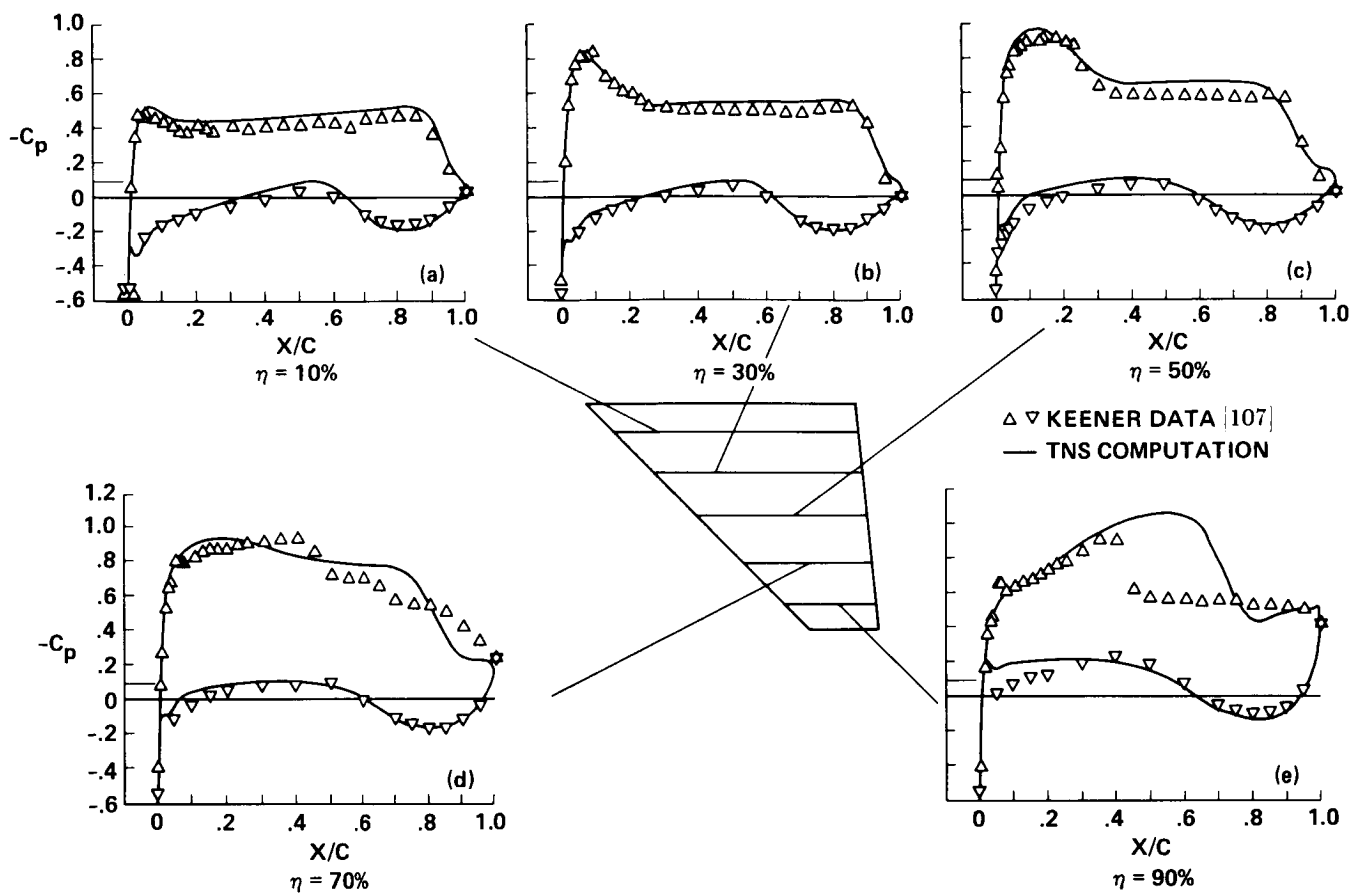 1.0
.8
.6
.4
-Cp
.2
0
-.2
-.4
-.6
(a)
0 .2 .4 .6 .8 1.0
X/C
η = 10%
(b)
0 .2 .4 .6 .8 1.0
X/C
η = 30%
(c)
0 .2 .4 .6 .8 1.0
X/C
η = 50%
△ ▽ KEENER DATA [107]
— TNS COMPUTATION
1.2
1.0
.8
.6
.4
-Cp
.2
0
-.2
-.4
-.6
(d)
0 .2 .4 .6 .8 1.0
X/C
η = 70%
(e)
0 .2 .4 .6 .8 1.0
X/C
η = 90%